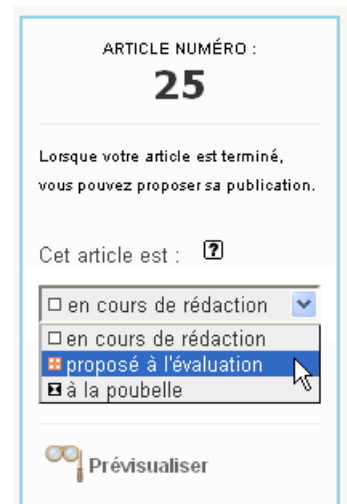 ARTICLE NUMÉRO :
25
Lorsque votre article est terminé,
vous pouvez proposer sa publication.
Cet article est : ?
en cours de rédaction
en cours de rédaction
proposé à l'évaluation
à la poubelle
Prévisualiser